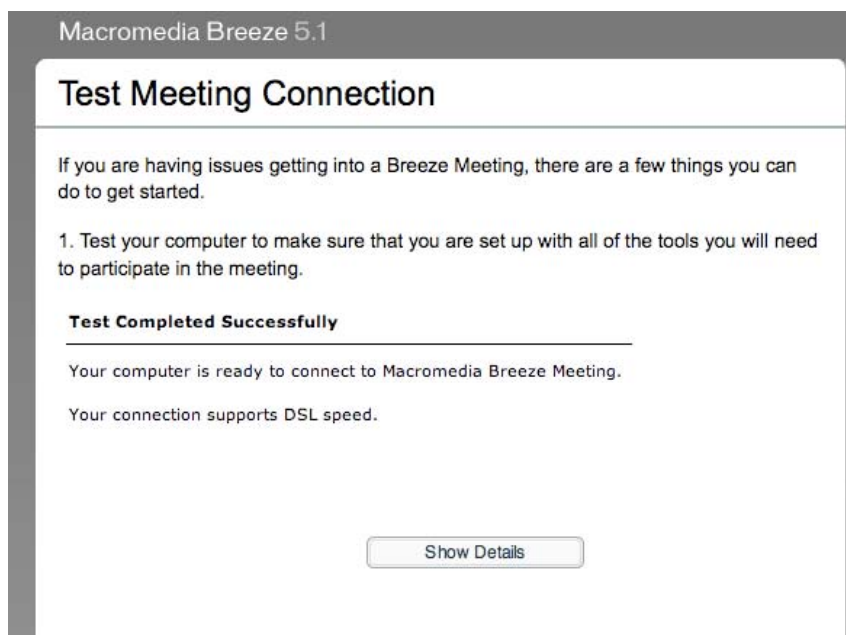 Macromedia Breeze 5.1
Test Meeting Connection
If you are having issues getting into a Breeze Meeting, there are a few things you can
do to get started.
1. Test your computer to make sure that you are set up with all of the tools you will need
to participate in the meeting.
Test Completed Successfully
Your computer is ready to connect to Macromedia Breeze Meeting.
Your connection supports DSL speed.
Show Details